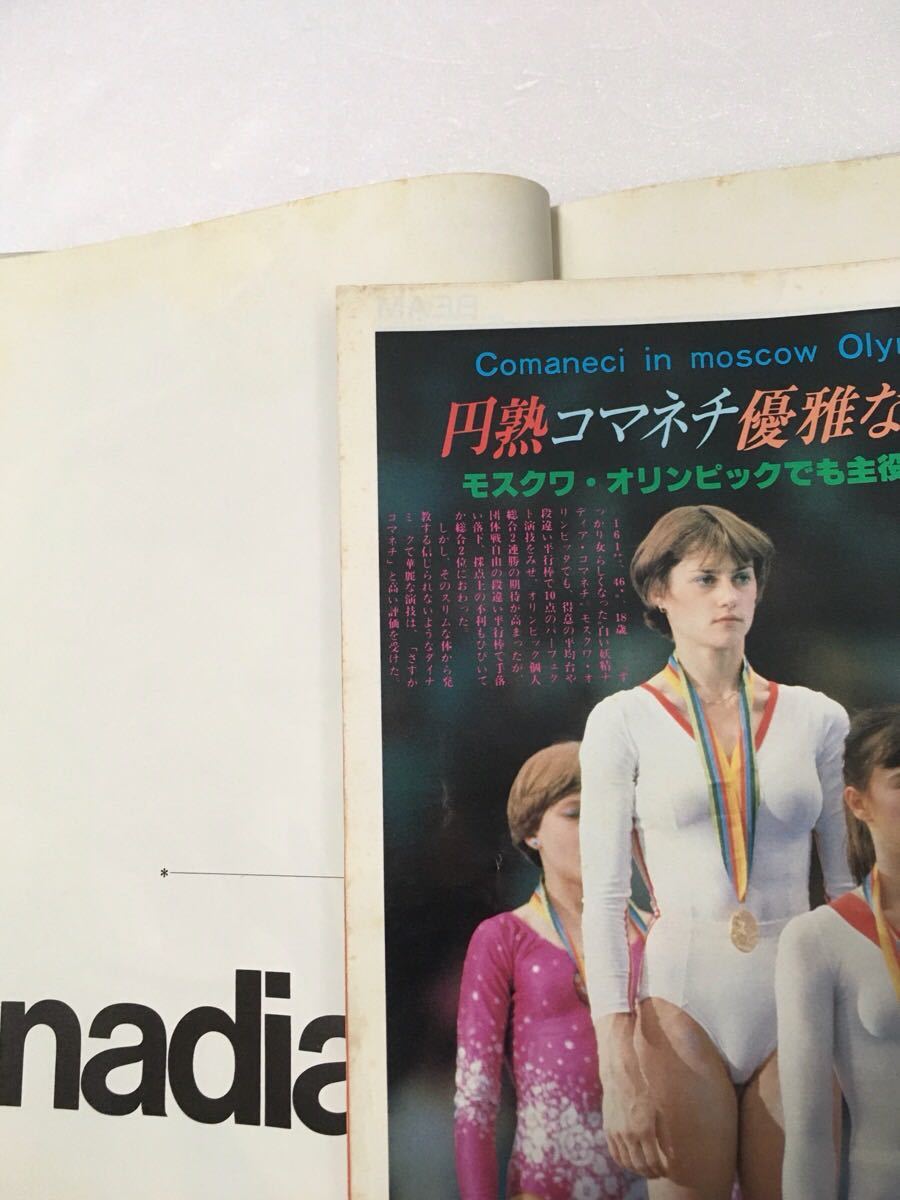 Comaneci in moscow Oly
円熟コマネチ優雅な
モスクワ・オリンピックでも主役
161㌢、46㌔、18歳 す
っかり女らしくなった“白い妖精”ナ
ディア・コマネチ。モスクワ・オ
リンピックでも、得意の平均台や
段違い平行棒で10点のパーフェク
ト演技をみせ、オリンピック個人
総合2連勝の期待が高まったが、
団体戦自由の段違い平行棒で手落
い落下、採点上の不利もひびいて
か総合2位におわった。
しかし、そのスリムな体から発
教する信じられないようなダイナ
ミックで華麗な演技は、「さすが
コマネチ」と高い評価を受けた。
*
nadia